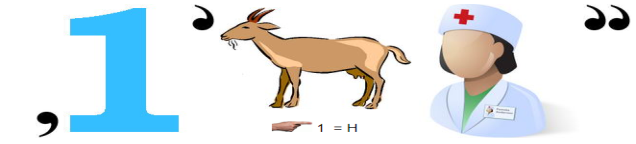 ,1 ’ ’’
1 = H